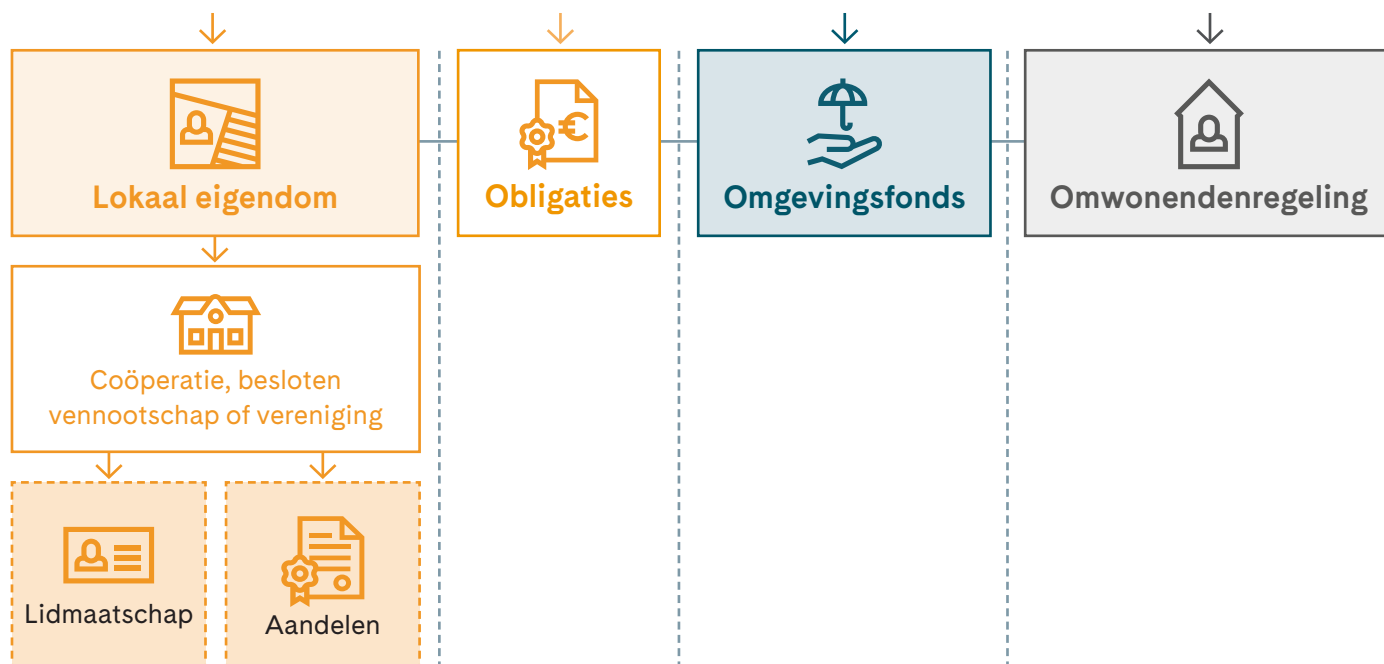 Lokaal eigendom
Obligaties
Omgevingsfonds
Omwonendenregeling
Coöperatie, besloten
vennootschap of vereniging
Lidmaatschap
Aandelen